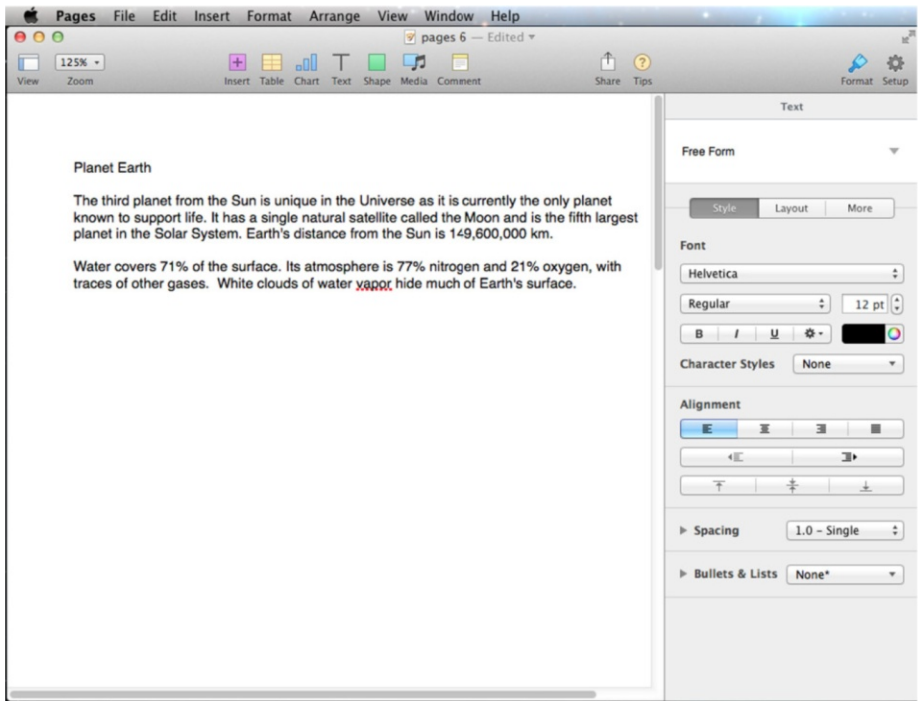 Pages File Edit Insert Format Arrange View Window Help
pages 6 — Edited
125%
View Zoom Insert Table Chart Text Shape Media Comment Share Tips Format Setup
Text
Free Form
Style Layout More
Font
Helvetica
Regular 12 pt
B I U
Character Styles None
Alignment
Spacing 1.0 – Single
Bullets & Lists None*
Planet Earth
The third planet from the Sun is unique in the Universe as it is currently the only planet
known to support life. It has a single natural satellite called the Moon and is the fifth largest
planet in the Solar System. Earth's distance from the Sun is 149,600,000 km.
Water covers 71% of the surface. Its atmosphere is 77% nitrogen and 21% oxygen, with
traces of other gases.  White clouds of water vapor hide much of Earth's surface.